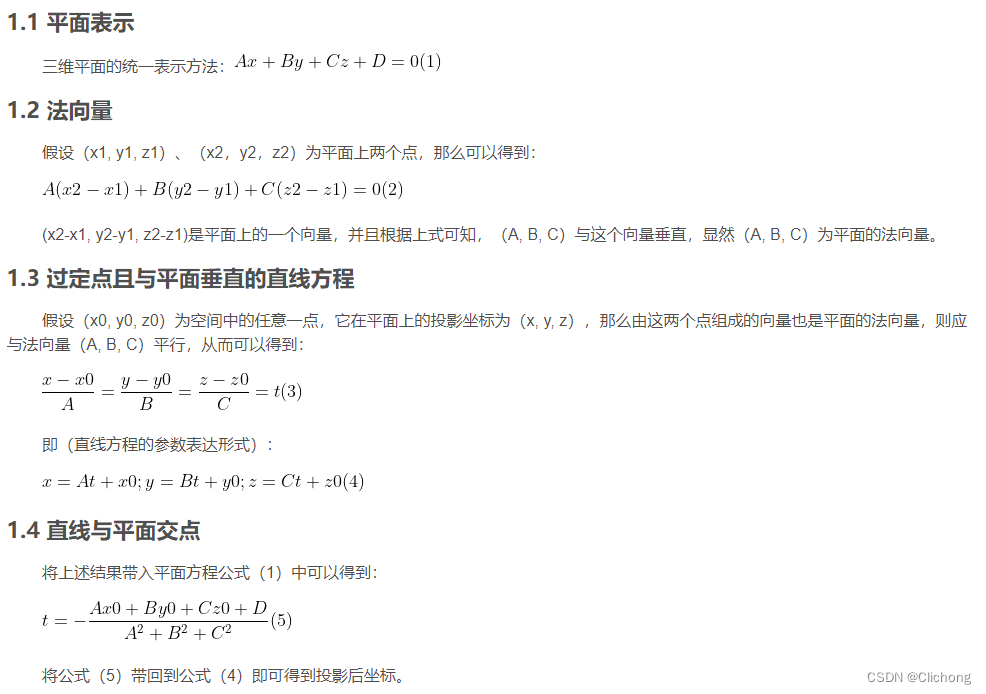 1.1 平面表示
三维平面的统一表示方法：Ax + By + Cz + D = 0(1)
1.2 法向量
假设（x1, y1, z1）、（x2，y2，z2）为平面上两个点，那么可以得到：
A(x2 − x1) + B(y2 − y1) + C(z2 − z1) = 0(2)
(x2-x1, y2-y1, z2-z1)是平面上的一个向量，并且根据上式可知，（A, B, C）与这个向量垂直，显然（A, B, C）为平面的法向量。
1.3 过定点且与平面垂直的直线方程
假设（x0, y0, z0）为空间中的任意一点，它在平面上的投影坐标为（x, y, z），那么由这两个点组成的向量也是平面的法向量，则应
与法向量（A, B, C）平行，从而可以得到：
\frac{x − x0}{A} = \frac{y − y0}{B} = \frac{z − z0}{C} = t(3)
即（直线方程的参数表达形式）：
x = At + x0; y = Bt + y0; z = Ct + z0(4)
1.4 直线与平面交点
将上述结果带入平面方程公式（1）中可以得到：
t = −\frac{Ax0 + By0 + Cz0 + D}{A^2 + B^2 + C^2}(5)
将公式（5）带回到公式（4）即可得到投影后坐标。
CSDN @Clichong